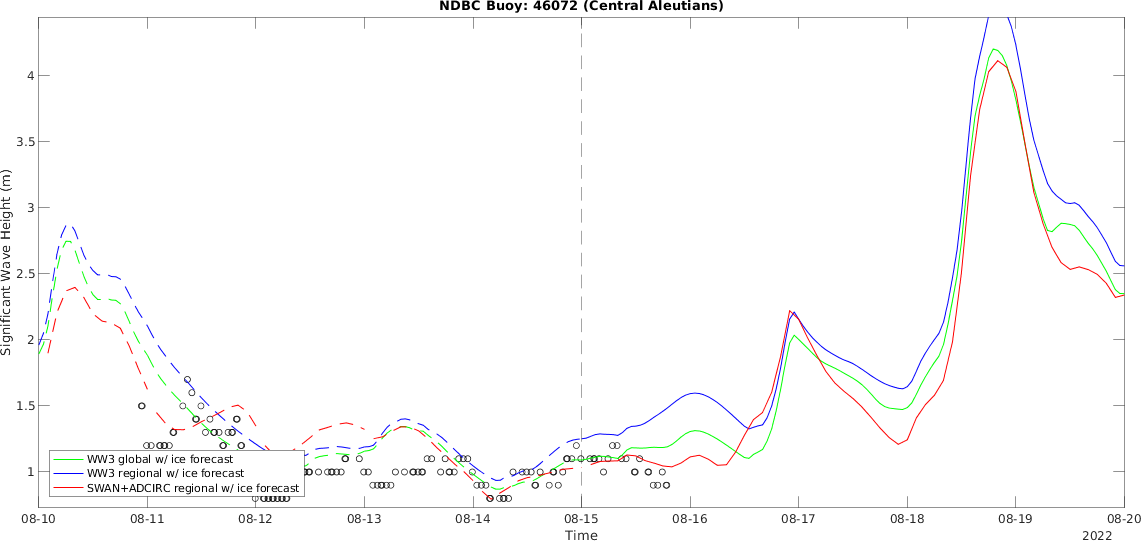 NDBC Buoy: 46072 (Central Aleutians)
Significant Wave Height (m)
4
3.5
3
2.5
2
1.5
1
WW3 global w/ ice forecast
WW3 regional w/ ice forecast
SWAN+ADCIRC regional w/ ice forecast
08-10 08-11 08-12 08-13 08-14 08-15 08-16 08-17 08-18 08-19 08-20
Time
2022